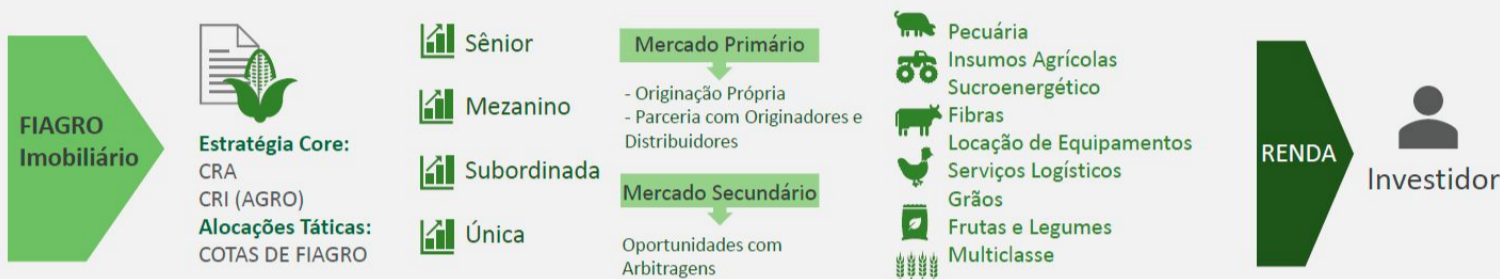 FIAGRO
Imobiliário
Estratégia Core:
CRA
CRI (AGRO)
Alocações Táticas:
COTAS DE FIAGRO
Sênior
Mezanino
Subordinada
Única
Mercado Primário
- Originação Própria
- Parceria com Originadores e
Distribuidores
Mercado Secundário
Oportunidades com
Arbitragens
Pecuária
Insumos Agrícolas
Sucroenergético
Fibras
Locação de Equipamentos
Serviços Logísticos
Grãos
Frutas e Legumes
Multiclasse
RENDA
Investidor